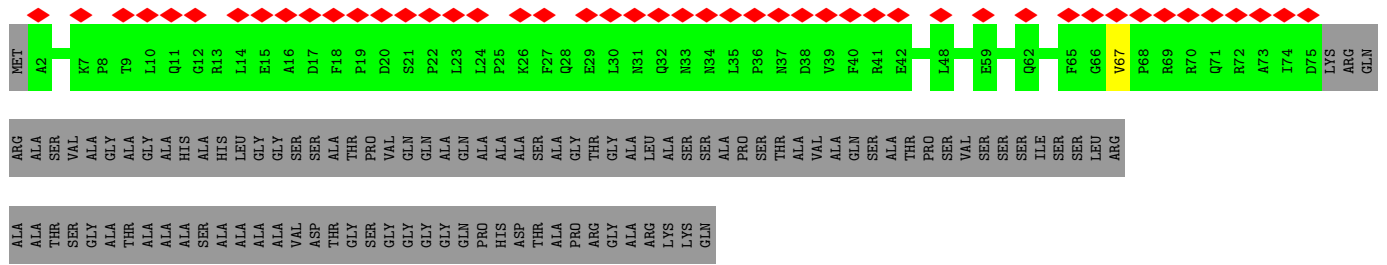 MET A2 K7 P8 T9 L10 Q11 G12 R13 L14 E15 A16 D17 F18 P19 D20 S21 P22 L23 L24 P25 K26 F27 Q28 E29 L30 N31 Q32 N33 N34 L35 P36 N37 D38 V39 F40 R41 E42 L48 E59 Q62 F65 G66 V67 P68 R69 R70 Q71 R72 A73 I74 D75 LYS ARG GLN
ARG ALA SER VAL ALA GLY ALA GLY ALA HIS ALA HIS LEU GLY GLY SER SER ALA THR PRO VAL GLN GLN ALA GLN ALA ALA ALA SER ALA GLY THR GLY ALA LEU ALA SER SER ALA PRO SER THR ALA VAL ALA GLN SER ALA THR PRO SER VAL SER SER SER ILE SER SER LEU ARG
ALA ALA THR SER GLY ALA THR ALA ALA ALA SER ALA ALA ALA ALA VAL ASP THR GLY SER GLY GLY GLY GLY GLN PRO HIS ASP THR ALA PRO ARG GLY ALA ARG LYS LYS GLN